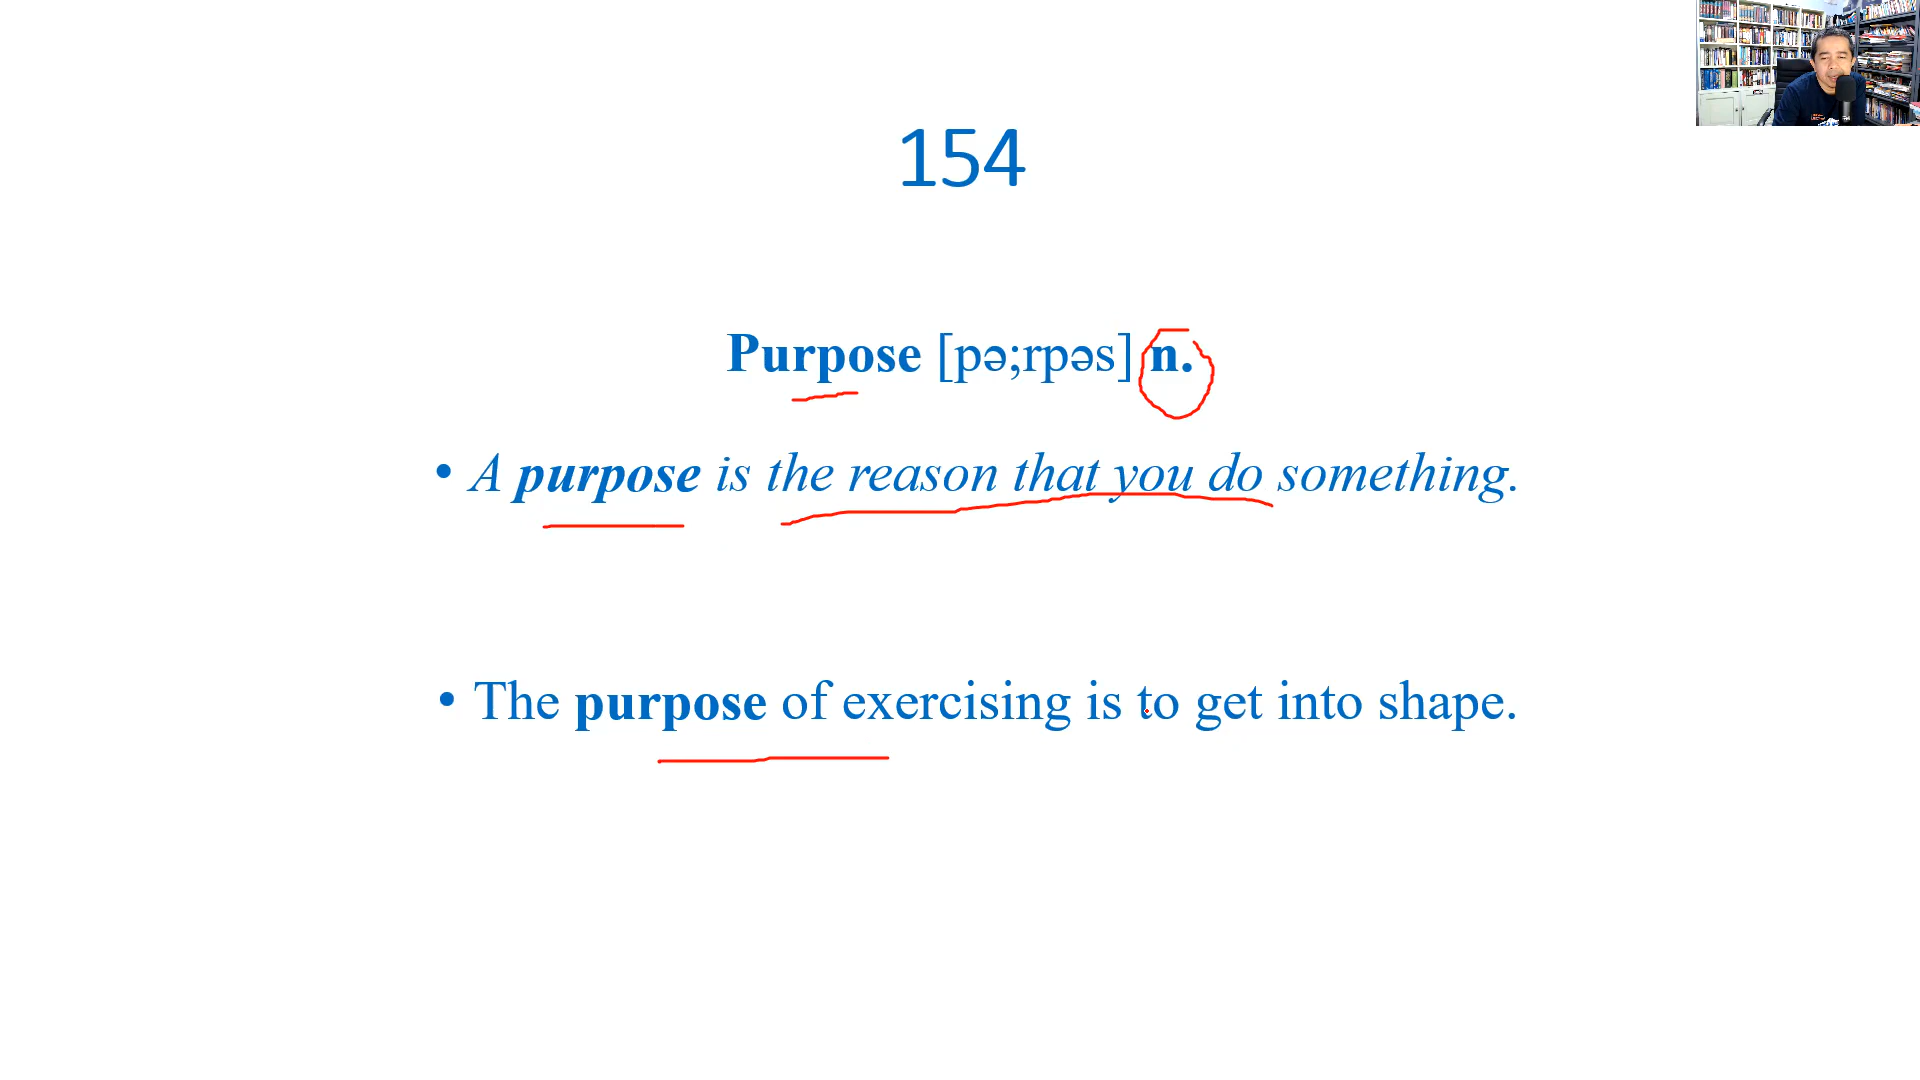 154
Purpose [pə;rpəs] n.
• A purpose is the reason that you do something.
• The purpose of exercising is to get into shape.